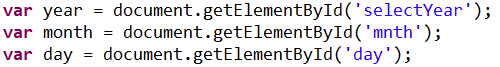 var year = document.getElementById('selectYear');
var month = document.getElementById('mnth');
var day = document.getElementById('day');